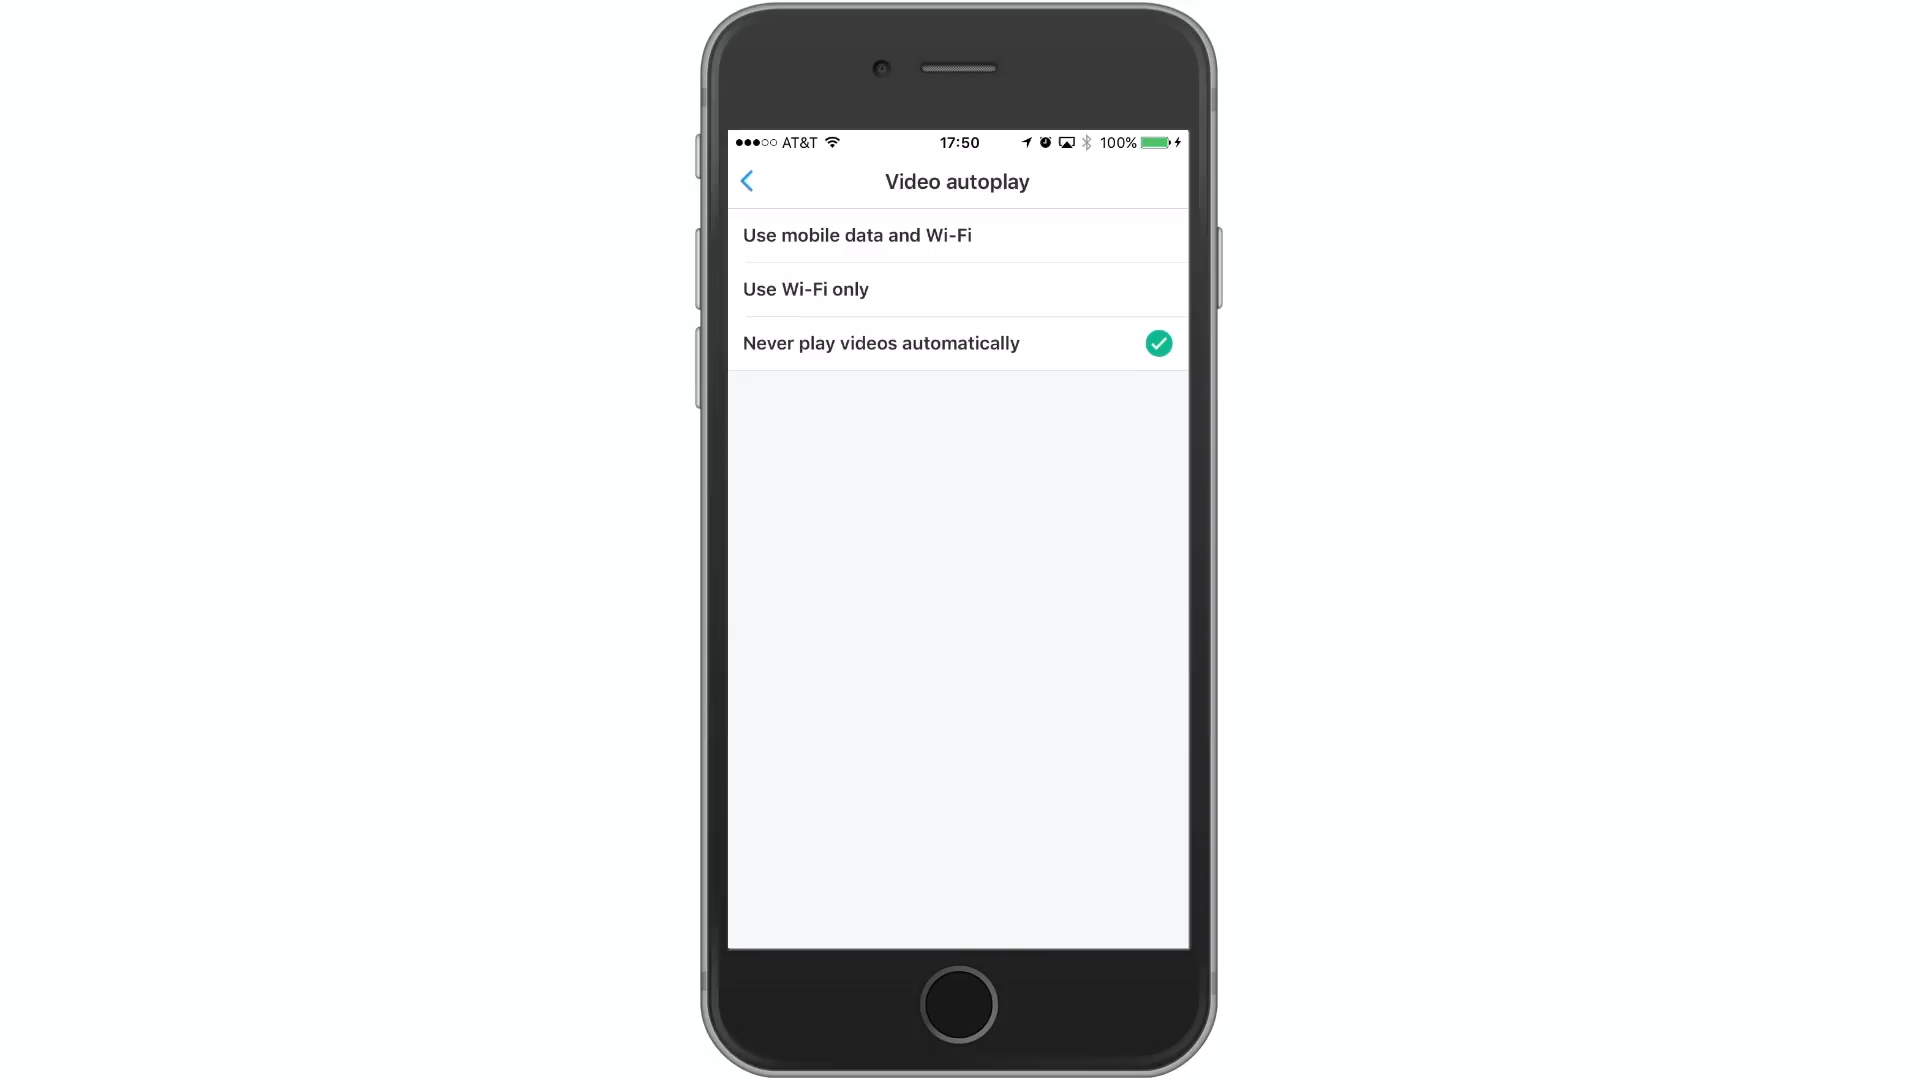 AT&T 17:50 100%
Video autoplay
Use mobile data and Wi-Fi
Use Wi-Fi only
Never play videos automatically